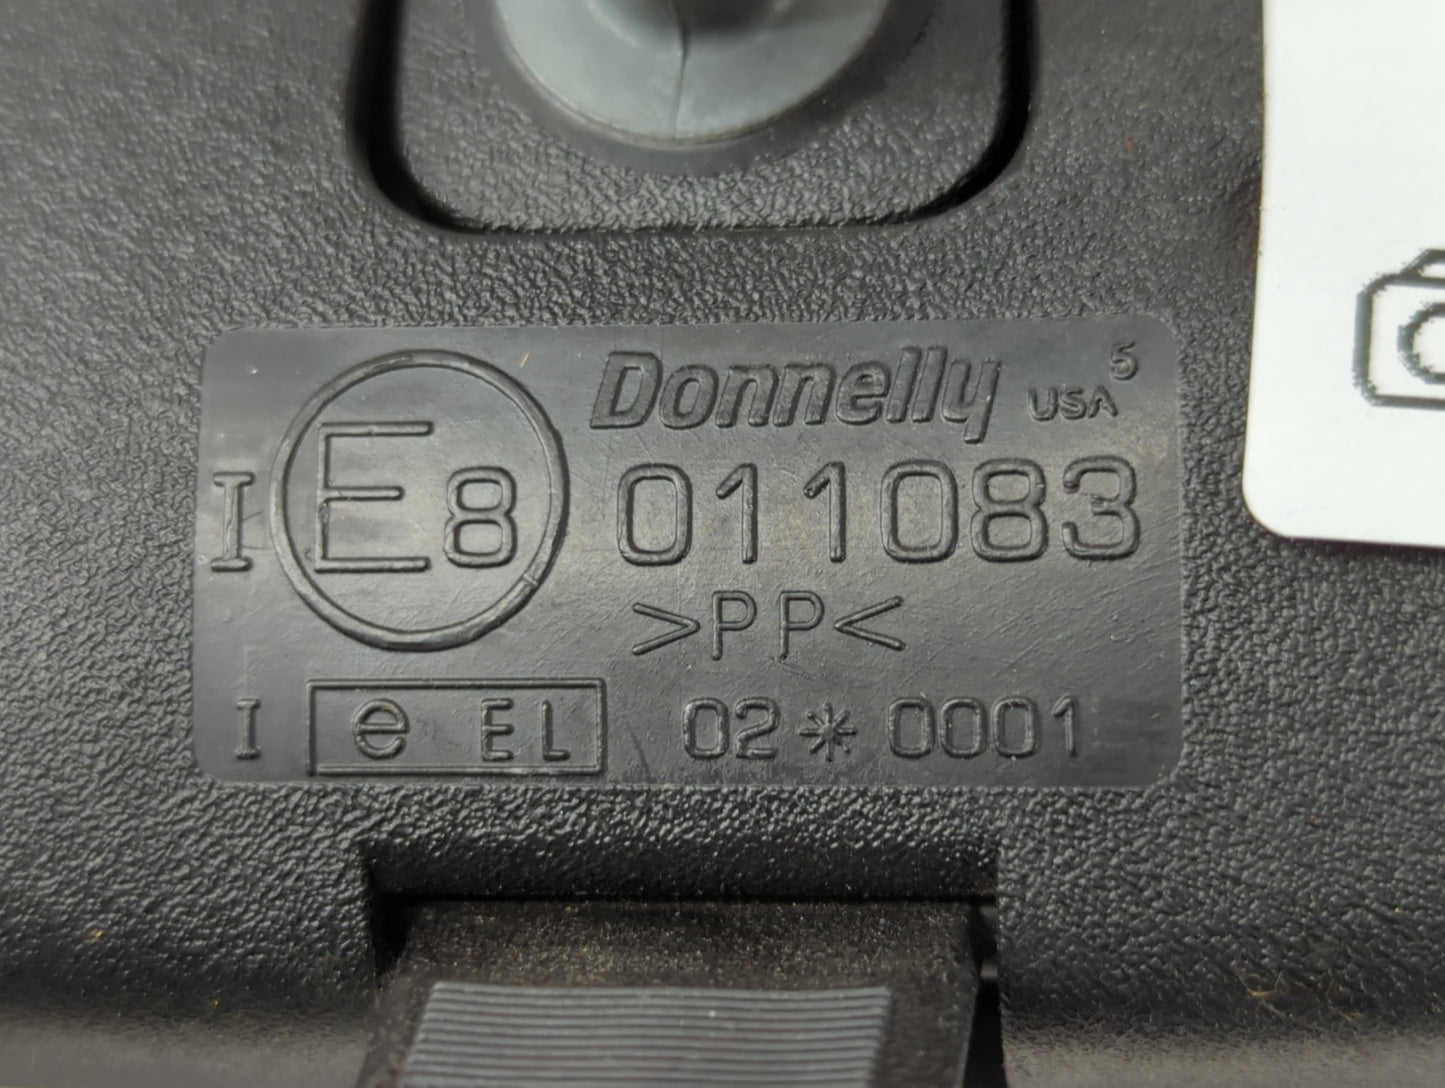 Donnelly USA 5
I E8 011083
>PP<
I e EL 02*0001